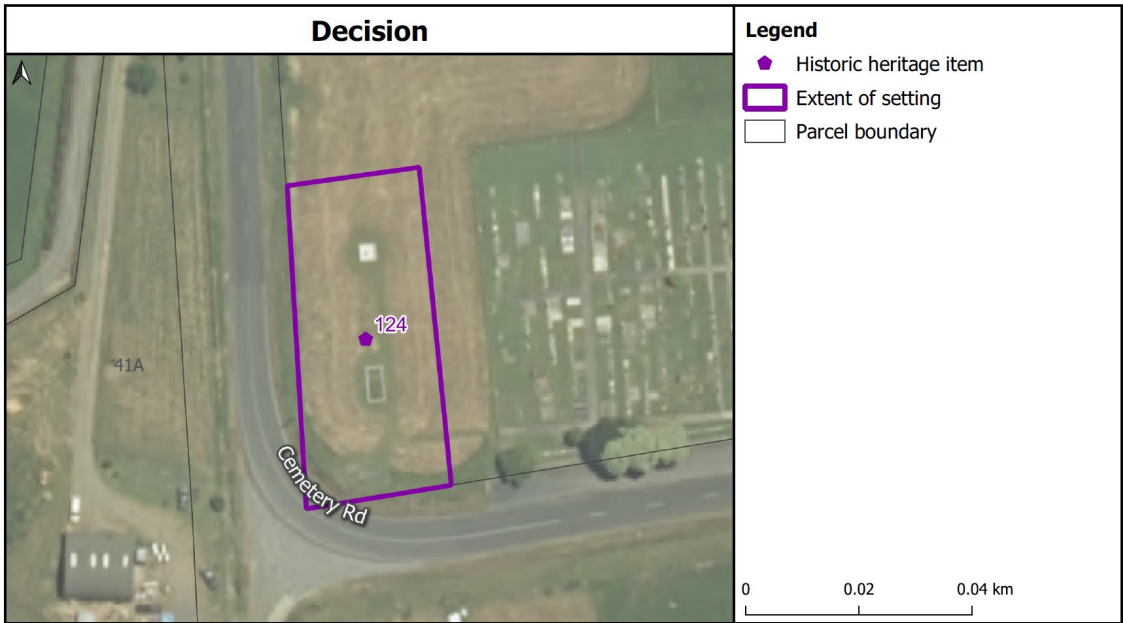 Decision
124
41A
Cemetery Rd
Legend
Historic heritage item
Extent of setting
Parcel boundary
0 0.02 0.04 km